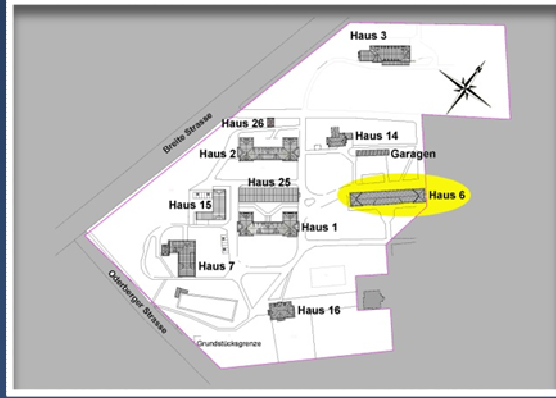 Haus 3
Breite Strasse
Haus 26
Haus 14
Haus 2
Garagen
Haus 25
Haus 6
Haus 15
Haus 1
Haus 7
Oderberger Strasse
Haus 16
Grundstücksgrenze